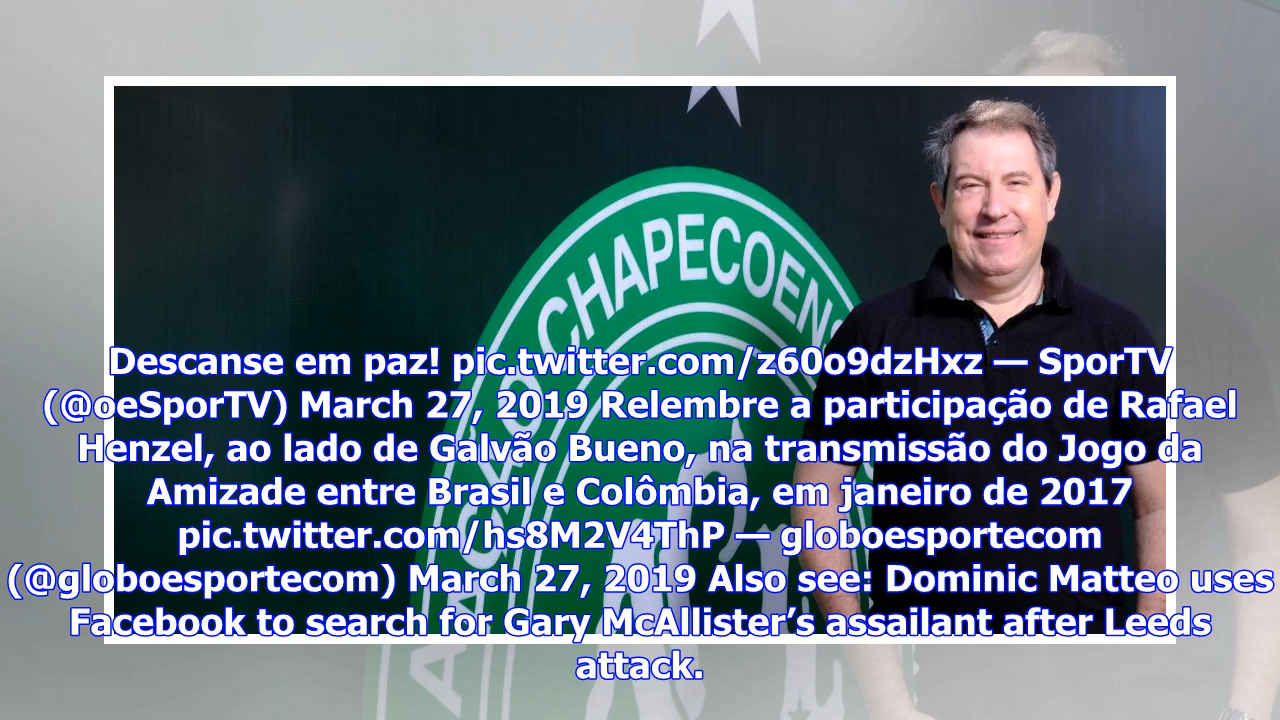 AÇÃO CHAPECOENS
Descanse em paz! pic.twitter.com/z60o9dzHxz — SporTV
(@oeSporTV) March 27, 2019 Relembre a participação de Rafael
Henzel, ao lado de Galvão Bueno, na transmissão do Jogo da
Amizade entre Brasil e Colômbia, em janeiro de 2017
pic.twitter.com/hs8M2V4ThP — globoesportecom
(@globoesportecom) March 27, 2019 Also see: Dominic Matteo uses
Facebook to search for Gary McAllister’s assailant after Leeds
attack.